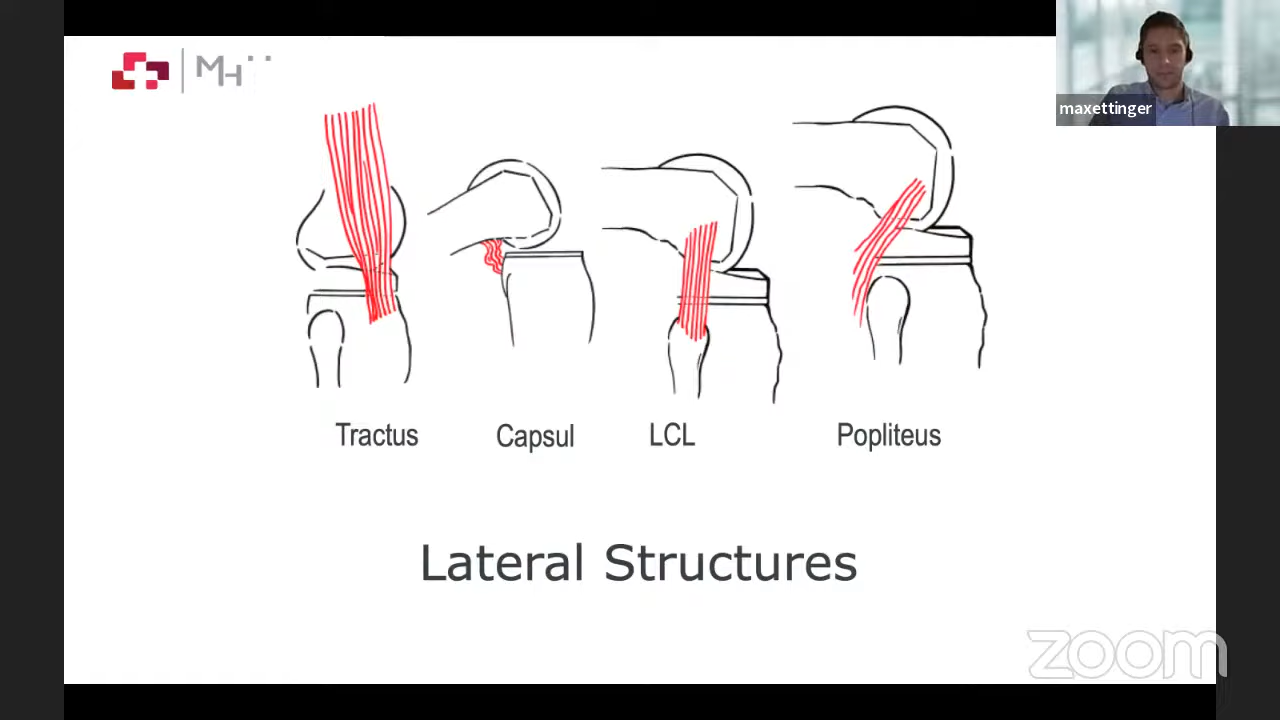 MH
maxettinger
Tractus
Capsul
LCL
Popliteus
Lateral Structures
zoom